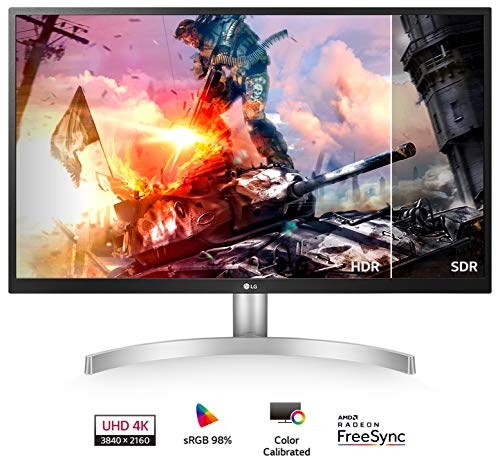 HDR
SDR
LG
UHD 4K
3840 × 2160
sRGB 98%
Color
Calibrated
AMD
RADEON
FreeSync